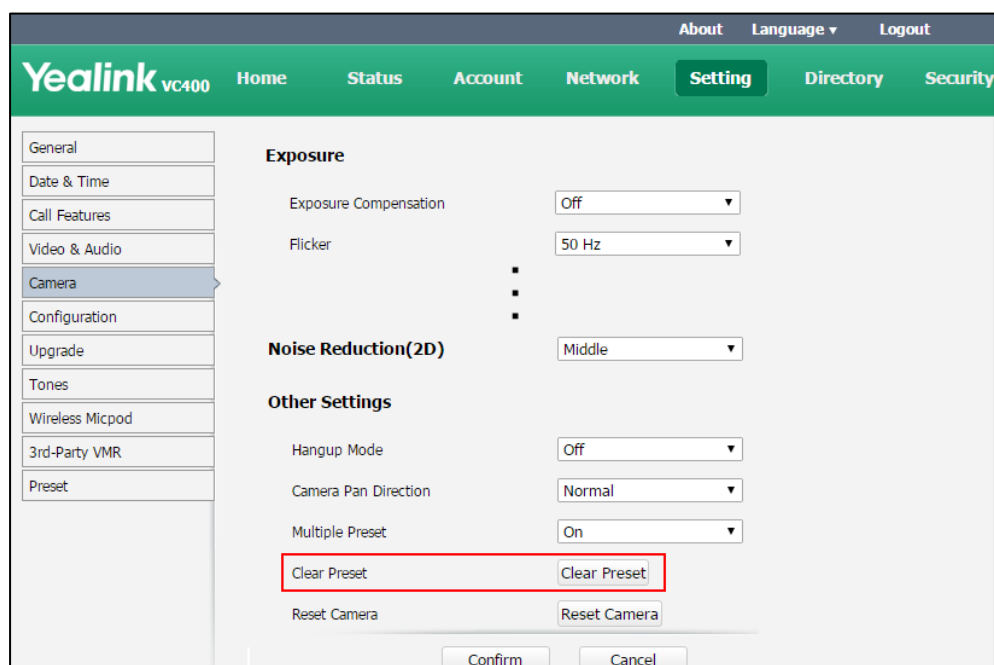 About Language ▾ Logout
Yealink VC400 Home Status Account Network Setting Directory Security
General
Date & Time
Call Features
Video & Audio
Camera
Configuration
Upgrade
Tones
Wireless Micpod
3rd-Party VMR
Preset
Exposure
Exposure Compensation Off
Flicker 50 Hz
Noise Reduction(2D) Middle
Other Settings
Hangup Mode Off
Camera Pan Direction Normal
Multiple Preset On
Clear Preset Clear Preset
Reset Camera Reset Camera
Confirm Cancel